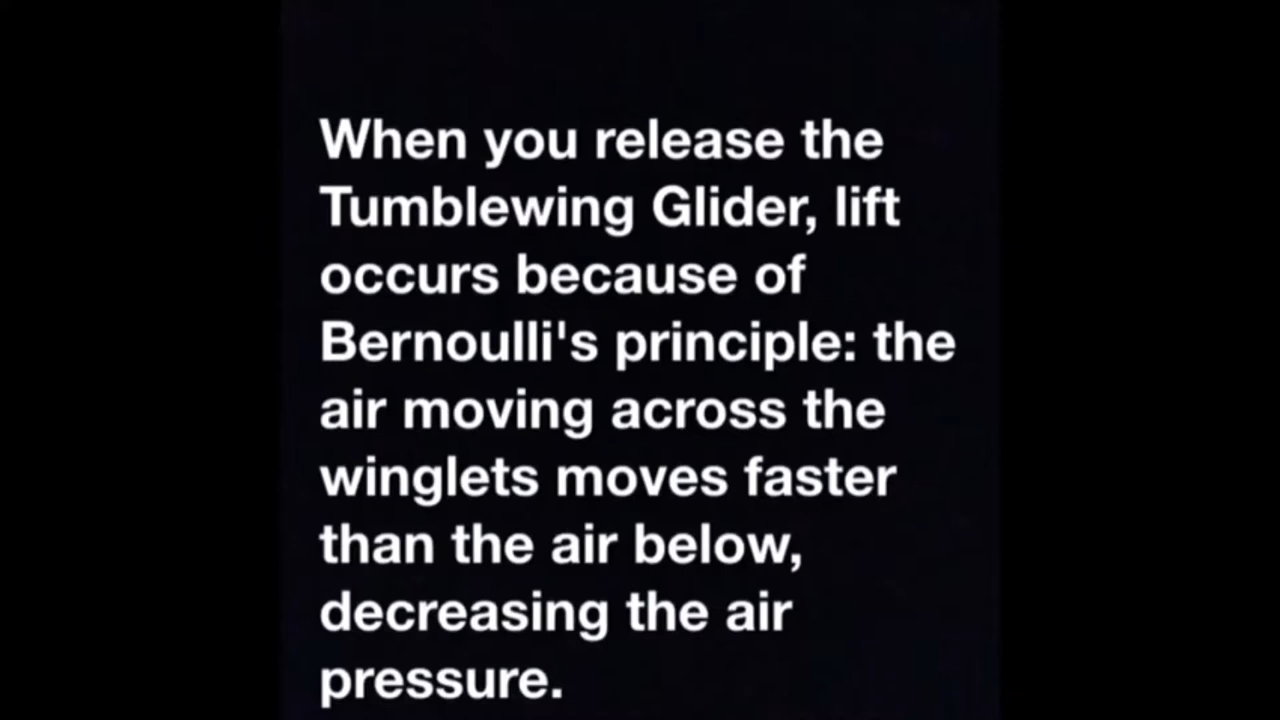 When you release the
Tumblewing Glider, lift
occurs because of
Bernoulli's principle: the
air moving across the
winglets moves faster
than the air below,
decreasing the air
pressure.